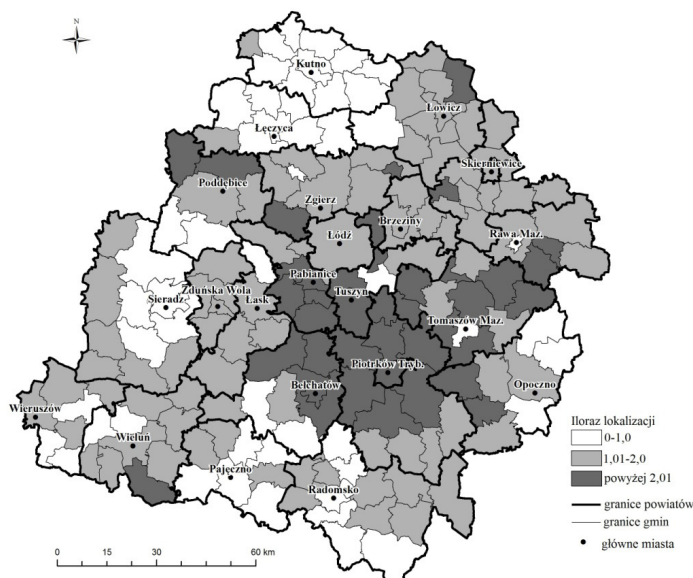 N
Kutno
Łowicz
Łęczyca
Skierniewice
Poddębice
Zgierz
Brzeziny
Łódź
Rawa Maz.
Pabianice
Zduńska Wola
Tuszyn
Sieradz
Łask
Tomaszów Maz.
Piotrków Tryb.
Opoczno
Bełchatów
Wieruszów
Wieluń
Pajęczno
Radomsko
Iloraz lokalizacji
0-1,0
1,01-2,0
powyżej 2,01
granice powiatów
granice gmin
główne miasta
0 15 23 30 60 km